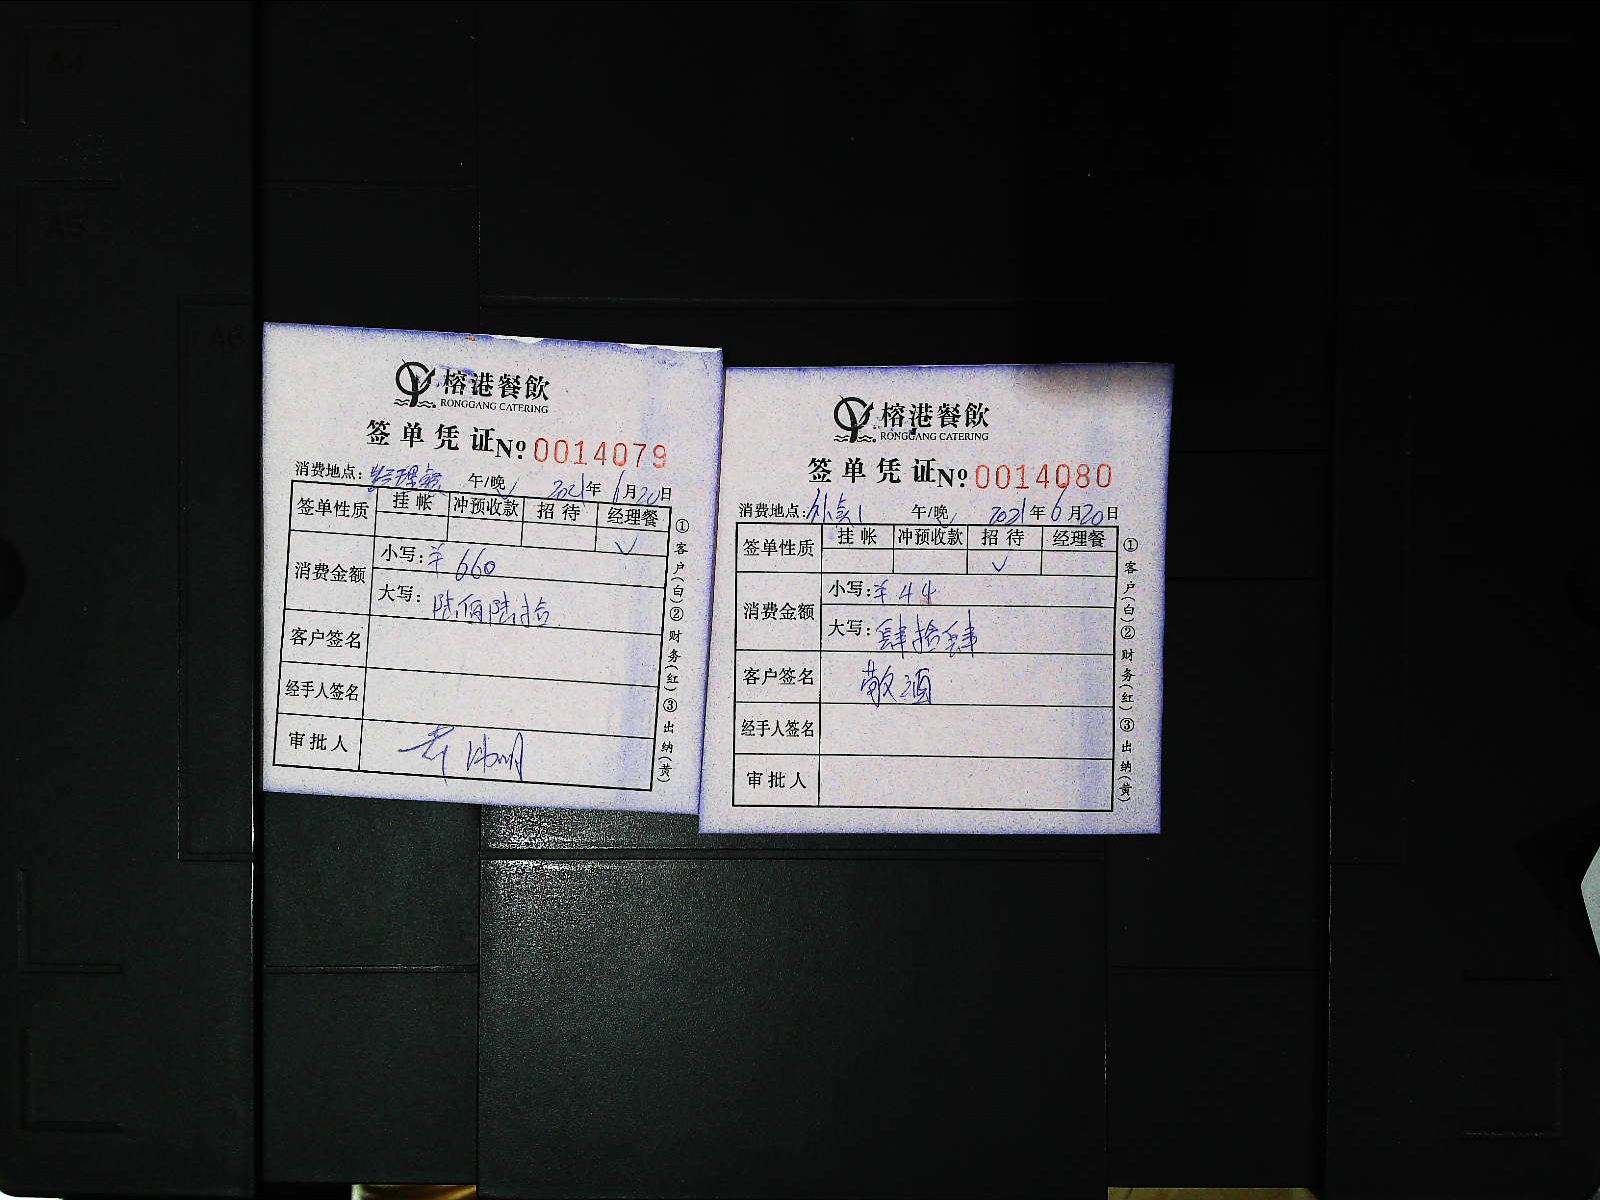 榕港餐飲
RONGGANG CATERING
签单凭证 No 0014079
消费地点：经理餐 午/晚 2021年6月20日
签单性质 挂帐 冲预收款 招待 经理餐
√
消费金额 小写：¥660
大写：陆佰陆拾
客户签名
经手人签名
审批人
①客户(白)②财务(红)③出纳(黄)
榕港餐飲
RONGGANG CATERING
签单凭证 No 0014080
消费地点： 午/晚 2021年6月20日
签单性质 挂帐 冲预收款 招待 经理餐
√
消费金额 小写：¥44
大写：肆拾肆
客户签名 敬酒
经手人签名
审批人
①客户(白)②财务(红)③出纳(黄)